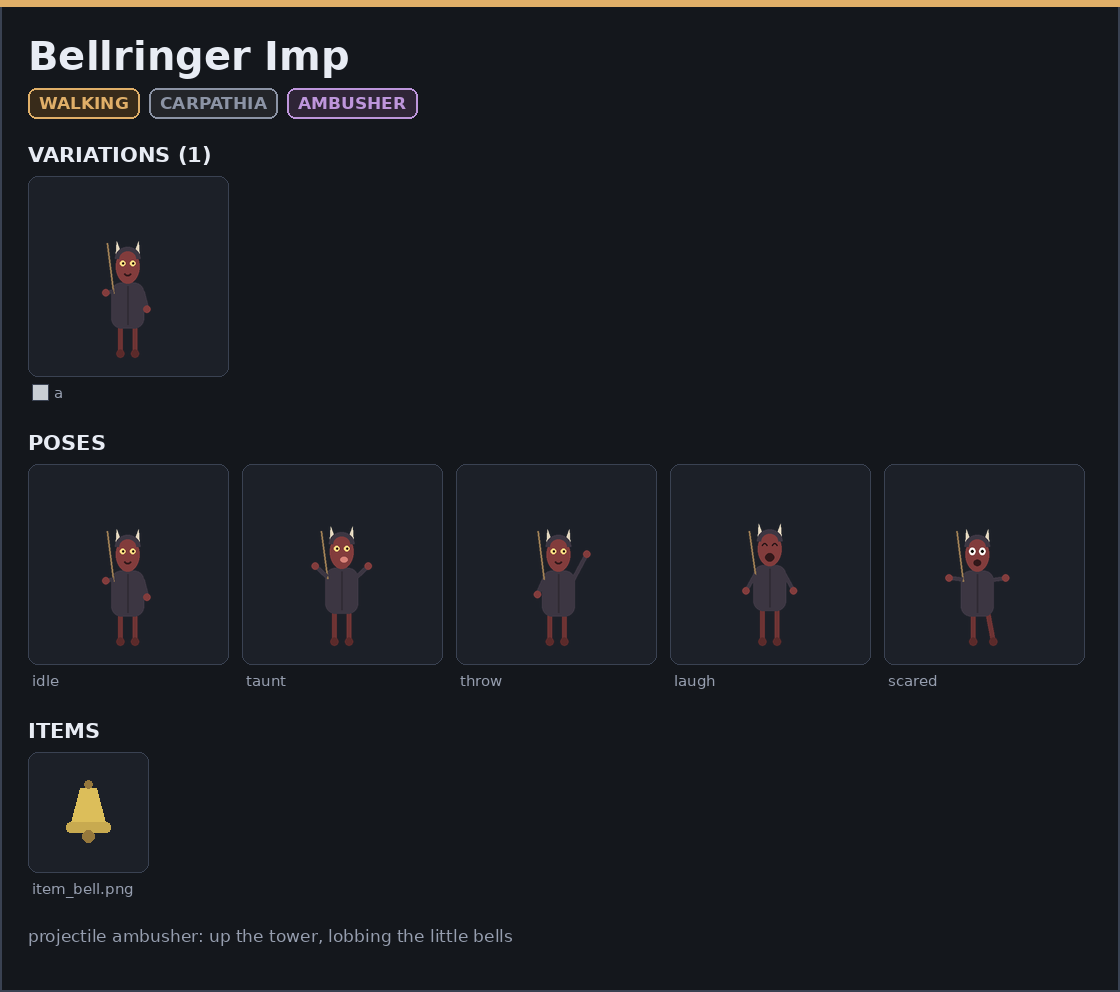 Bellringer Imp
WALKING CARPATHIA AMBUSHER
VARIATIONS (1)
a
POSES
idle taunt throw laugh scared
ITEMS
item_bell.png
projectile ambusher: up the tower, lobbing the little bells